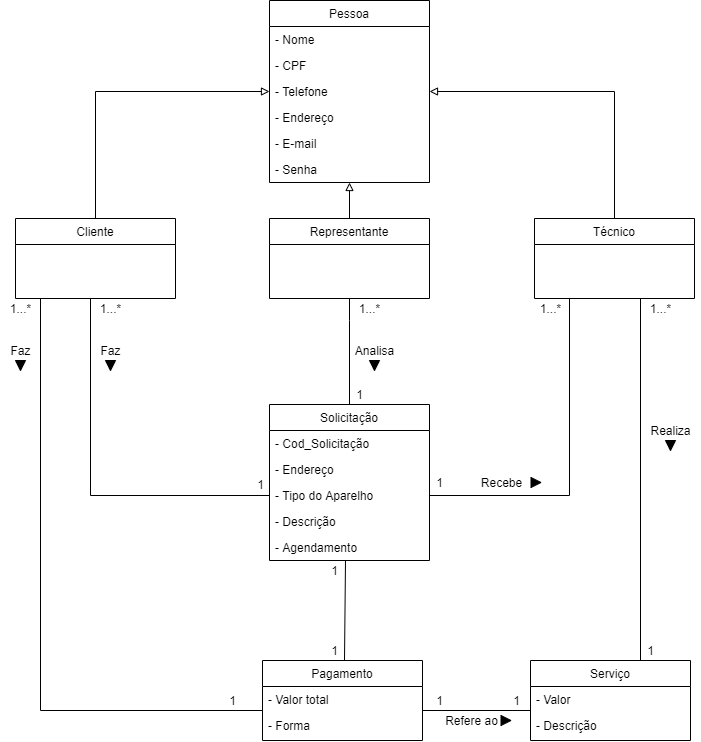 Pessoa
- Nome
- CPF
- Telefone
- Endereço
- E-mail
- Senha
Cliente
Representante
Técnico
1...*
1...*
1...*
1...*
1...*
Faz
Faz
Analisa
1
Solicitação
- Cod_Solicitação
- Endereço
- Tipo do Aparelho
- Descrição
- Agendamento
Realiza
1
1
Recebe
1
1
1
Pagamento
- Valor total
- Forma
Serviço
- Valor
- Descrição
1
1
1
Refere ao